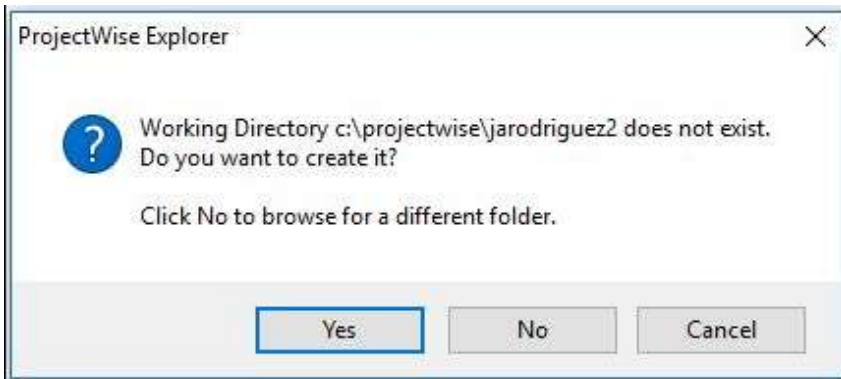 ProjectWise Explorer
Working Directory c:\projectwise\jarodriguez2 does not exist.
Do you want to create it?
Click No to browse for a different folder.
Yes No Cancel